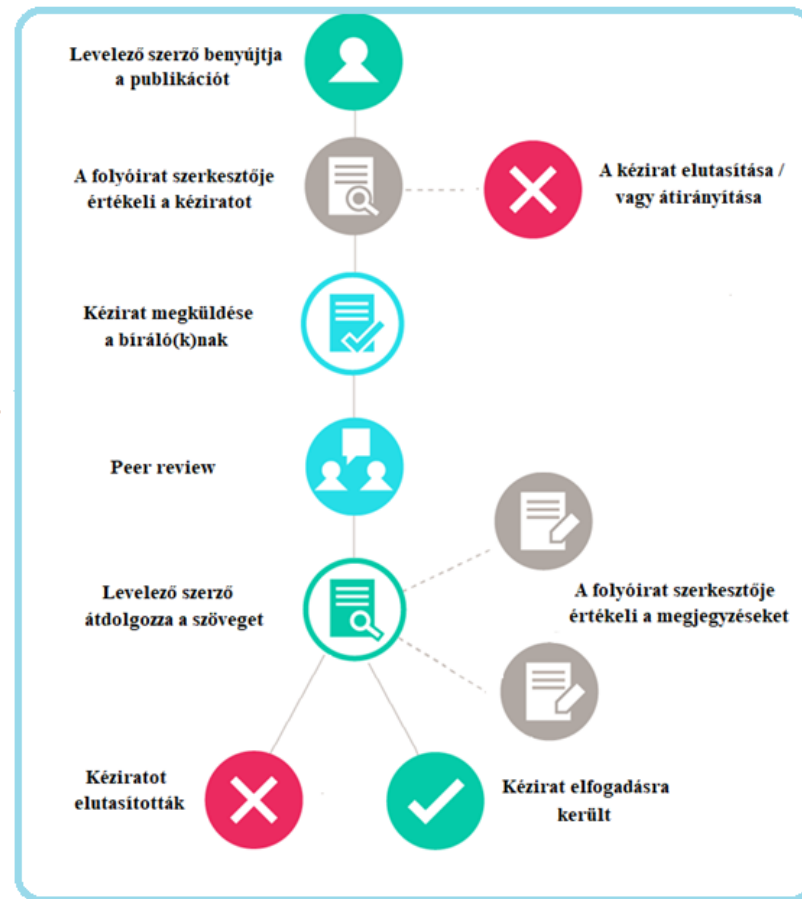 Levelező szerző benyújtja
a publikációt
A folyóirat szerkesztője
értékeli a kéziratot
A kézirat elutasítása /
vagy átirányítása
Kézirat megküldése
a bíráló(k)nak
Peer review
Levelező szerző
átdolgozza a szöveget
A folyóirat szerkesztője
értékeli a megjegyzéseket
Kéziratot
elutasították
Kézirat elfogadásra
került